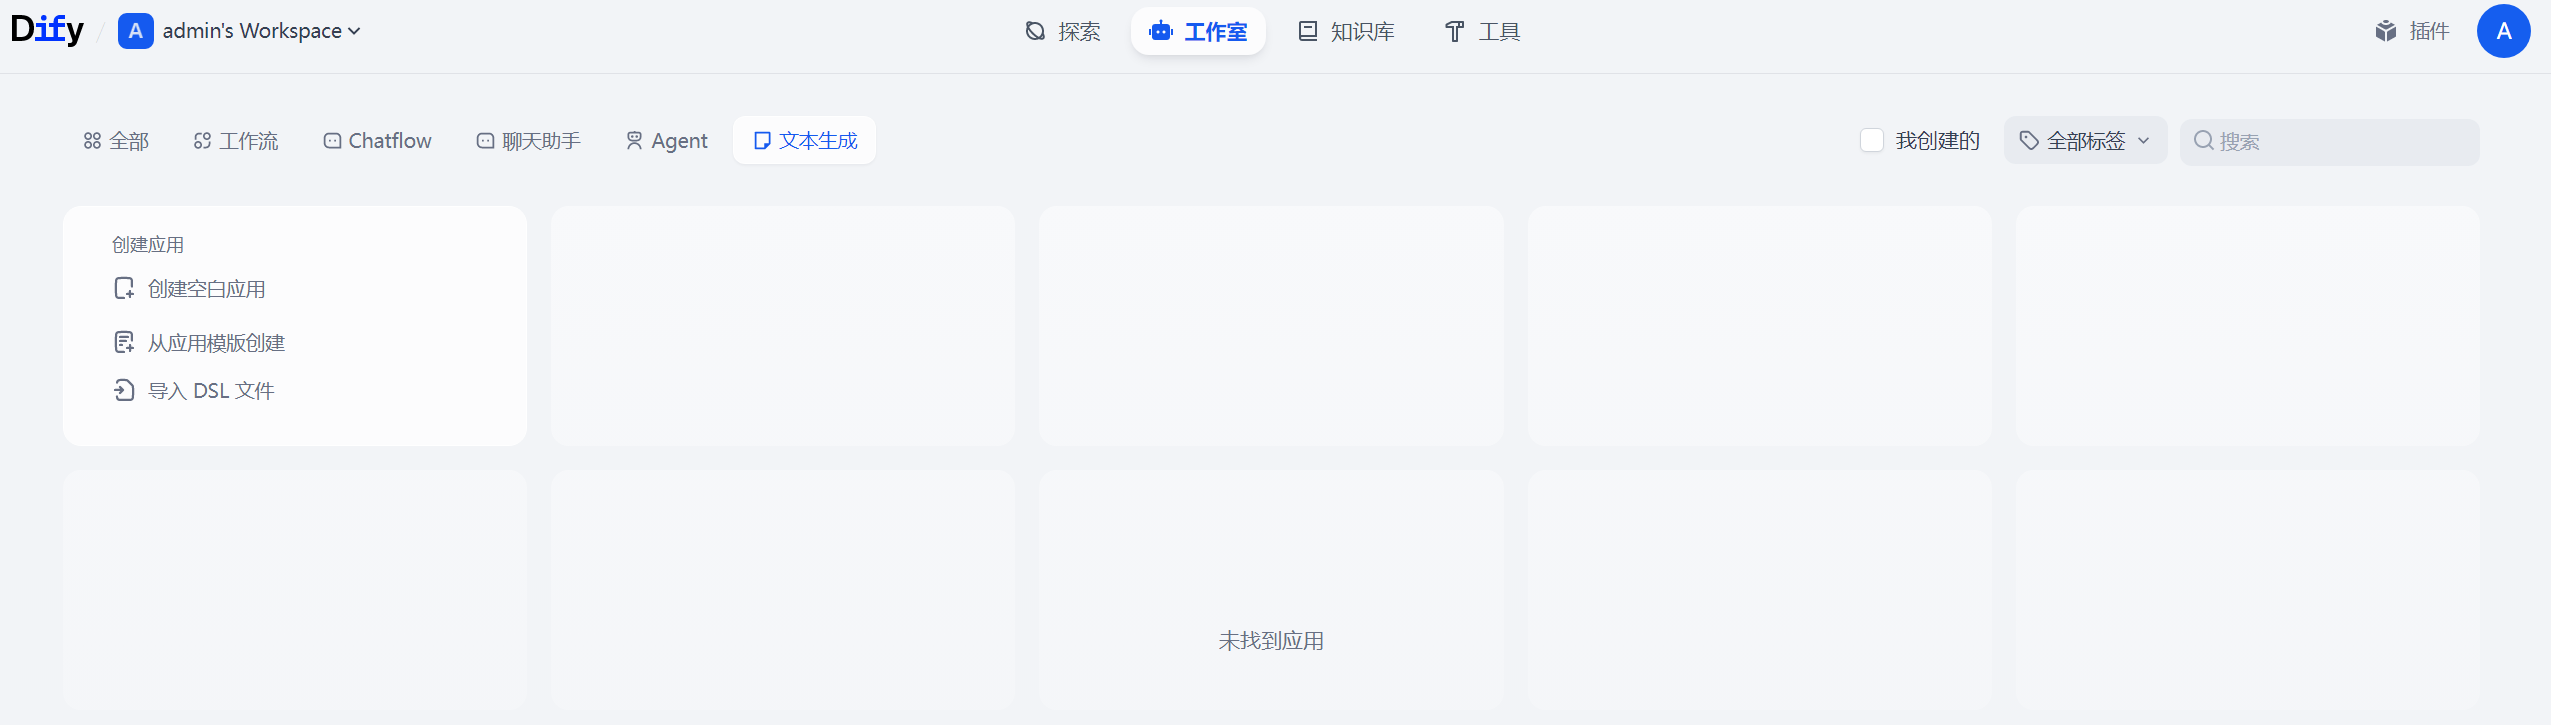 Dify / A admin's Workspace 探索 工作室 知识库 工具 插件 A
全部 工作流 Chatflow 聊天助手 Agent 文本生成 我创建的 全部标签 搜索
创建应用
创建空白应用
从应用模版创建
导入 DSL 文件
未找到应用